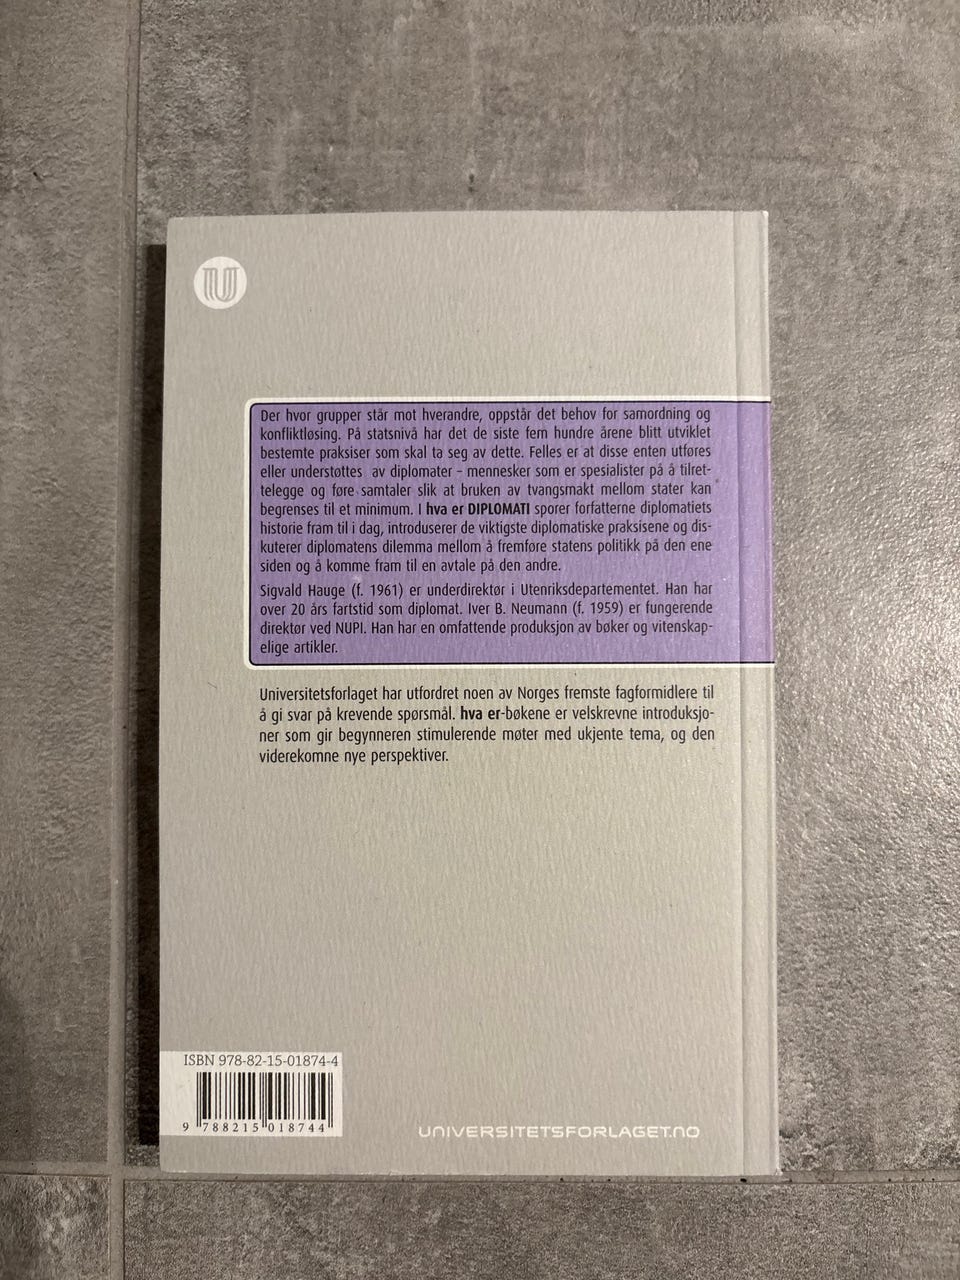 U
Der hvor grupper står mot hverandre, oppstår det behov for samordning og
konfliktløsing. På statsnivå har det de siste fem hundre årene blitt utviklet
bestemte praksiser som skal ta seg av dette. Felles er at disse enten utføres
eller understøttes av diplomater – mennesker som er spesialister på å tilret-
telegge og føre samtaler slik at bruken av tvangsmakt mellom stater kan
begrenses til et minimum. I hva er DIPLOMATI sporer forfatterne diplomatiets
historie fram til i dag, introduserer de viktigste diplomatiske praksisene og dis-
kuterer diplomatens dilemma mellom å fremføre statens politikk på den ene
siden og å komme fram til en avtale på den andre.
Sigvald Hauge (f. 1961) er underdirektør i Utenriksdepartementet. Han har
over 20 års fartstid som diplomat. Iver B. Neumann (f. 1959) er fungerende
direktør ved NUPI. Han har en omfattende produksjon av bøker og vitenskap-
elige artikler.
Universitetsforlaget har utfordret noen av Norges fremste fagformidlere til
å gi svar på krevende spørsmål. hva er-bøkene er velskrevne introduksjo-
ner som gir begynneren stimulerende møter med ukjente tema, og den
viderekomne nye perspektiver.
ISBN 978-82-15-01874-4
9 788215 018744
UNIVERSITETSFORLAGET.NO